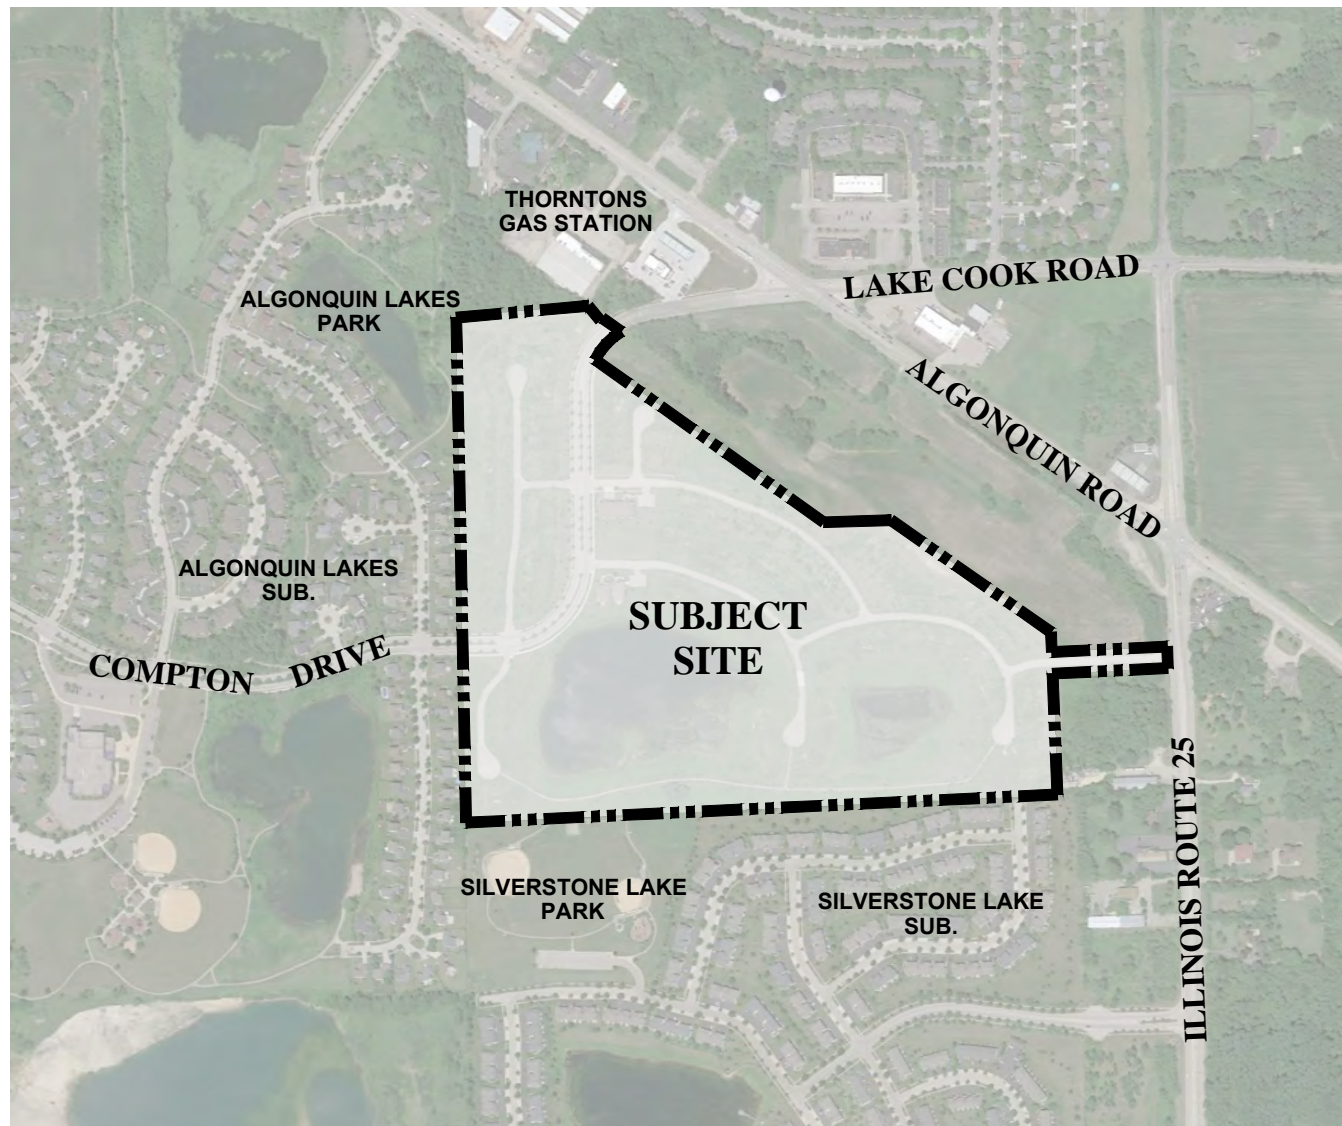 THORNTONS
GAS STATION
LAKE COOK ROAD
ALGONQUIN LAKES
PARK
ALGONQUIN ROAD
ALGONQUIN LAKES
SUB.
SUBJECT
SITE
COMPTON DRIVE
ILLINOIS ROUTE 25
SILVERSTONE LAKE
PARK
SILVERSTONE LAKE
SUB.